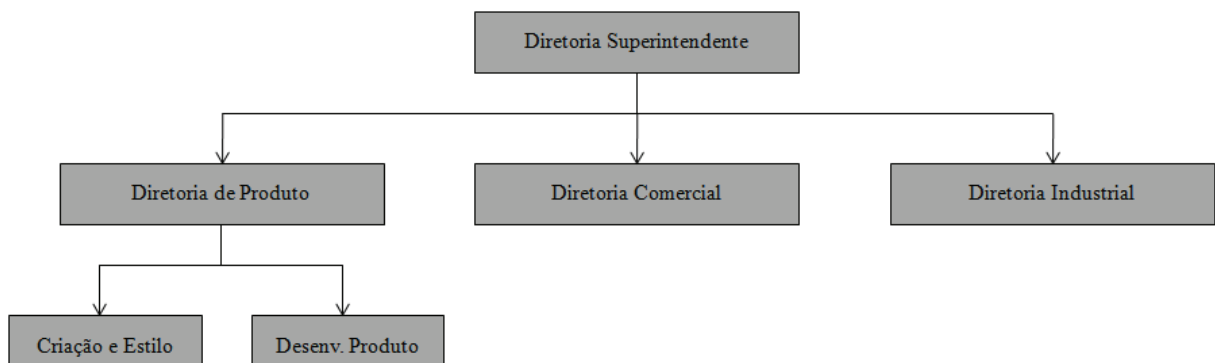 Diretoria Superintendente
Diretoria de Produto
Diretoria Comercial
Diretoria Industrial
Criação e Estilo
Desenv. Produto